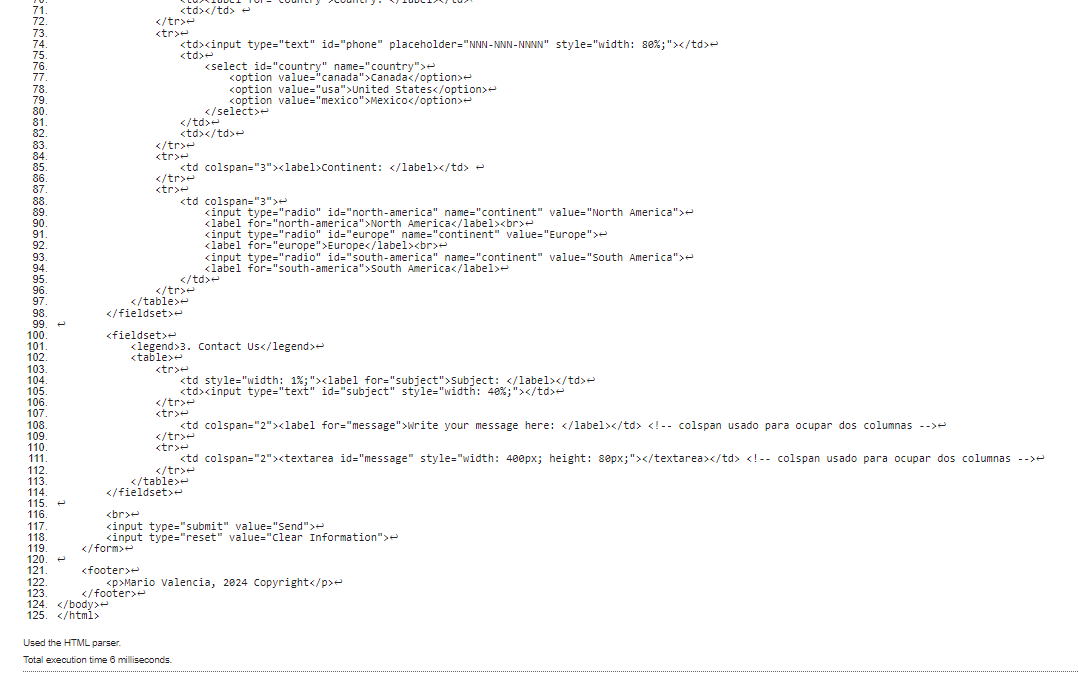 70. <td><label for="country">Country: </label></td>↩
71. <td></td> ↩
72. </tr>↩
73. <tr>↩
74. <td><input type="text" id="phone" placeholder="NNN-NNN-NNNN" style="width: 80%;"></td>↩
75. <td>↩
76. <select id="country" name="country">↩
77. <option value="canada">Canada</option>↩
78. <option value="usa">United States</option>↩
79. <option value="mexico">Mexico</option>↩
80. </select>↩
81. </td>↩
82. <td></td>↩
83. </tr>↩
84. <tr>↩
85. <td colspan="3"><label>Continent: </label></td> ↩
86. </tr>↩
87. <tr>↩
88. <td colspan="3">↩
89. <input type="radio" id="north-america" name="continent" value="North America">↩
90. <label for="north-america">North America</label><br>↩
91. <input type="radio" id="europe" name="continent" value="Europe">↩
92. <label for="europe">Europe</label><br>↩
93. <input type="radio" id="south-america" name="continent" value="South America">↩
94. <label for="south-america">South America</label>↩
95. </td>↩
96. </tr>↩
97. </table>↩
98. </fieldset>↩
99. ↩
100. <fieldset>↩
101. <legend>3. Contact Us</legend>↩
102. <table>↩
103. <tr>↩
104. <td style="width: 1%;"><label for="subject">Subject: </label></td>↩
105. <td><input type="text" id="subject" style="width: 40%;"></td>↩
106. </tr>↩
107. <tr>↩
108. <td colspan="2"><label for="message">Write your message here: </label></td> <!-- colspan usado para ocupar dos columnas -->↩
109. </tr>↩
110. <tr>↩
111. <td colspan="2"><textarea id="message" style="width: 400px; height: 80px;"></textarea></td> <!-- colspan usado para ocupar dos columnas -->↩
112. </tr>↩
113. </table>↩
114. </fieldset>↩
115. ↩
116. <br>↩
117. <input type="submit" value="Send">↩
118. <input type="reset" value="Clear Information">↩
119. </form>↩
120. ↩
121. <footer>↩
122. <p>Mario Valencia, 2024 Copyright</p>↩
123. </footer>↩
124. </body>↩
125. </html>
Used the HTML parser.
Total execution time 6 milliseconds.